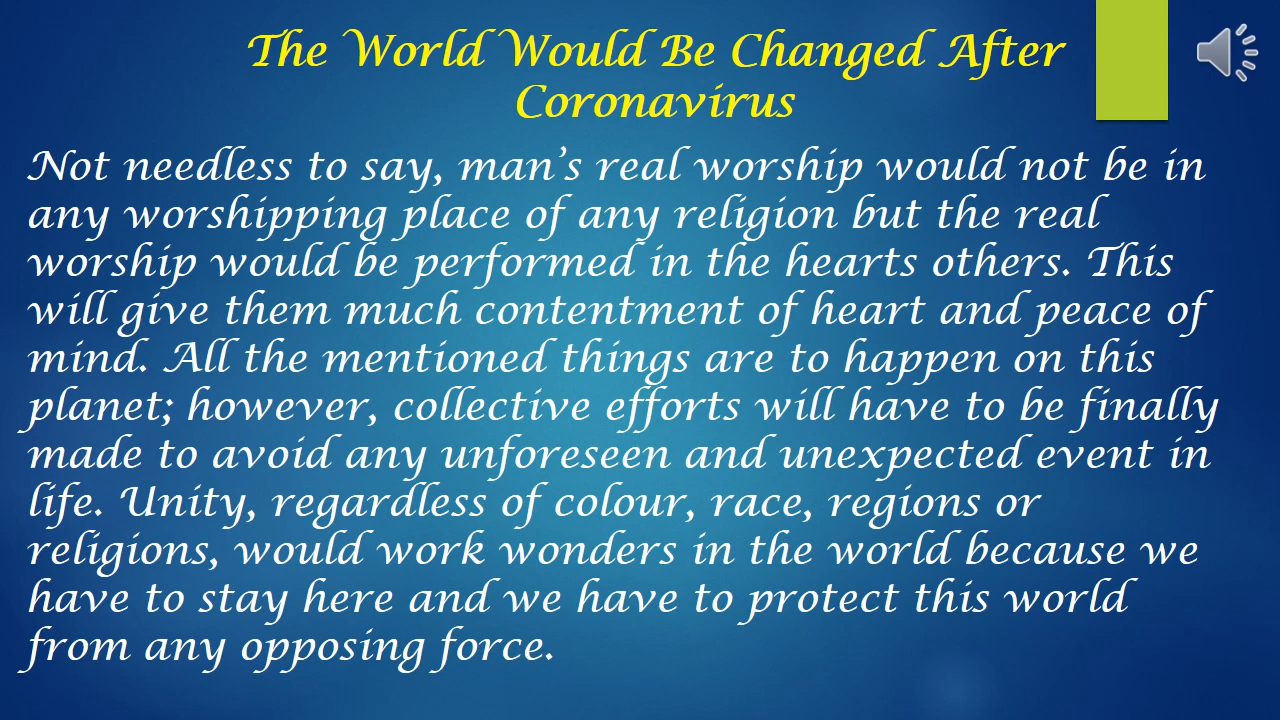 The World Would Be Changed After
Coronavirus
Not needless to say, man's real worship would not be in
any worshipping place of any religion but the real
worship would be performed in the hearts others. This
will give them much contentment of heart and peace of
mind. All the mentioned things are to happen on this
planet; however, collective efforts will have to be finally
made to avoid any unforeseen and unexpected event in
life. Unity, regardless of colour, race, regions or
religions, would work wonders in the world because we
have to stay here and we have to protect this world
from any opposing force.